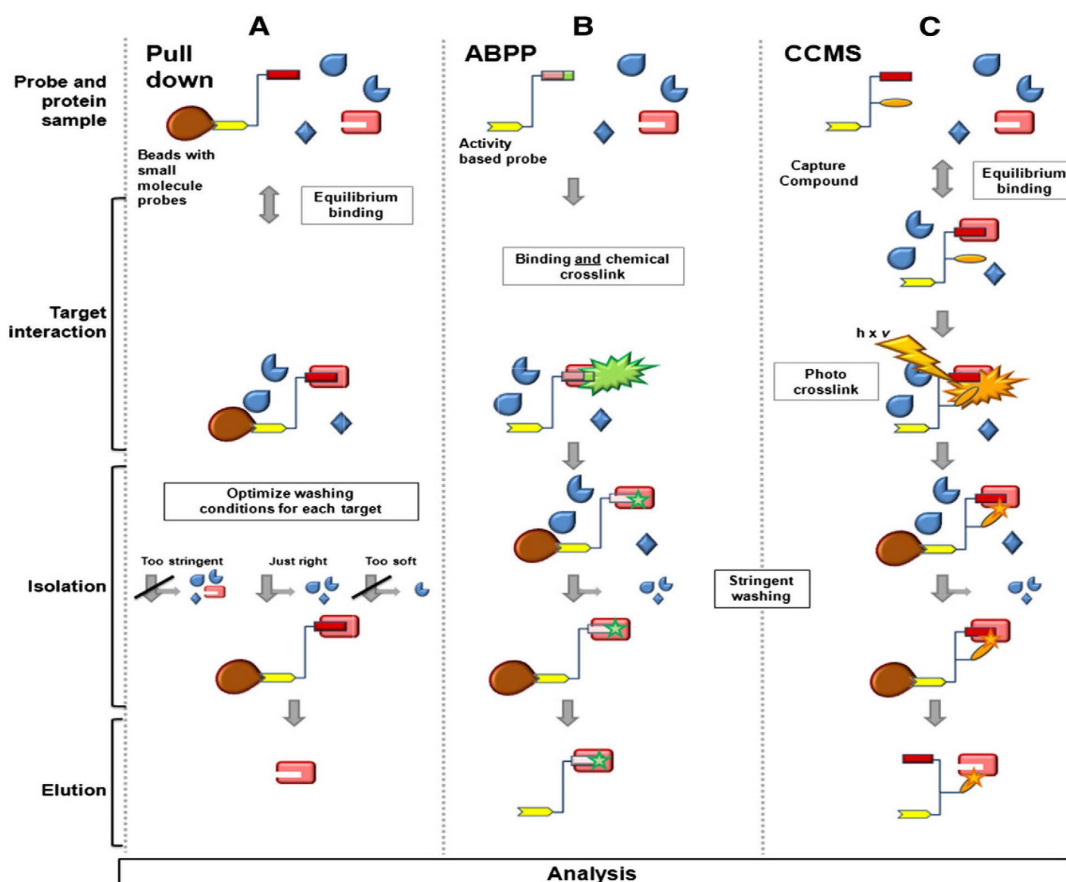 A
B
C
Pull
down
ABPP
CCMS
Probe and
protein
sample
Beads with
small
molecule
probes
Activity
based probe
Capture
Compound
Equilibrium
binding
Equilibrium
binding
Binding and chemical
crosslink
Target
interaction
h x v
Photo
crosslink
Optimize washing
conditions for each target
Too stringent
Just right
Too soft
Isolation
Stringent
washing
Elution
Analysis